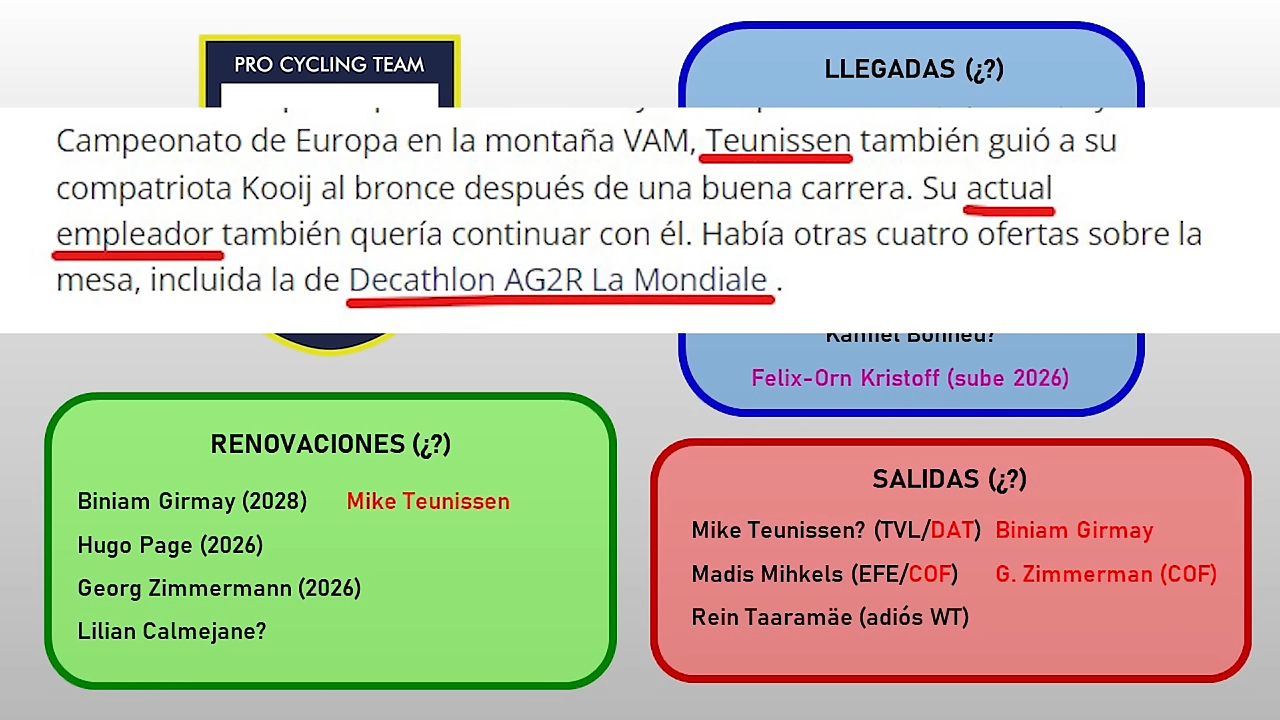 PRO CYCLING TEAM
LLEGADAS (¿?)
Campeonato de Europa en la montaña VAM, Teunissen también guió a su
compatriota Kooij al bronce después de una buena carrera. Su actual
empleador también quería continuar con él. Había otras cuatro ofertas sobre la
mesa, incluida la de Decathlon AG2R La Mondiale .
Felix-Orn Kristoff (sube 2026)
RENOVACIONES (¿?)
Biniam Girmay (2028) Mike Teunissen
Hugo Page (2026)
Georg Zimmermann (2026)
Lilian Calmejane?
SALIDAS (¿?)
Mike Teunissen? (TVL/DAT) Biniam Girmay
Madis Mihkels (EFE/COF) G. Zimmerman (COF)
Rein Taaramäe (adiós WT)